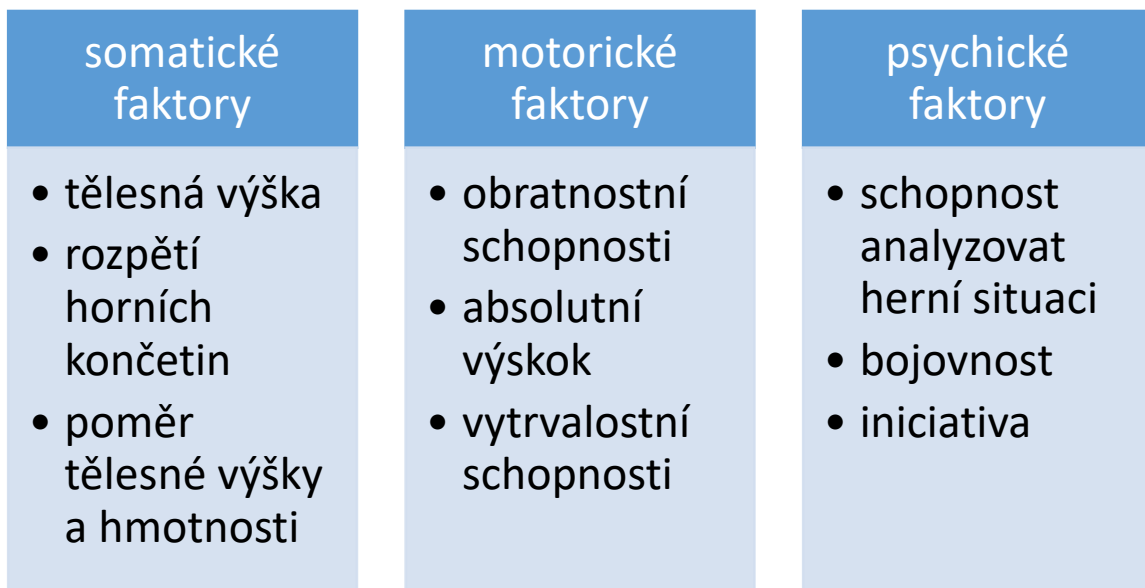 somatické
faktory
• tělesná výška
• rozpětí
horních
končetin
• poměr
tělesné výšky
a hmotnosti
motorické
faktory
• obratnostní
schopnosti
• absolutní
výskok
• vytrvalostní
schopnosti
psychické
faktory
• schopnost
analyzovat
herní situaci
• bojovnost
• iniciativa